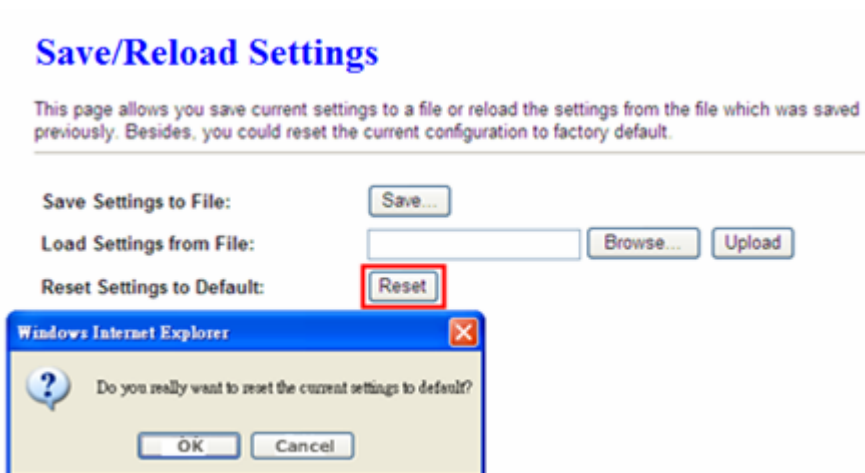 Save/Reload Settings
This page allows you save current settings to a file or reload the settings from the file which was saved
previously. Besides, you could reset the current configuration to factory default.
Save Settings to File: Save...
Load Settings from File: Browse... Upload
Reset Settings to Default: Reset
Windows Internet Explorer
Do you really want to reset the current settings to default?
OK Cancel